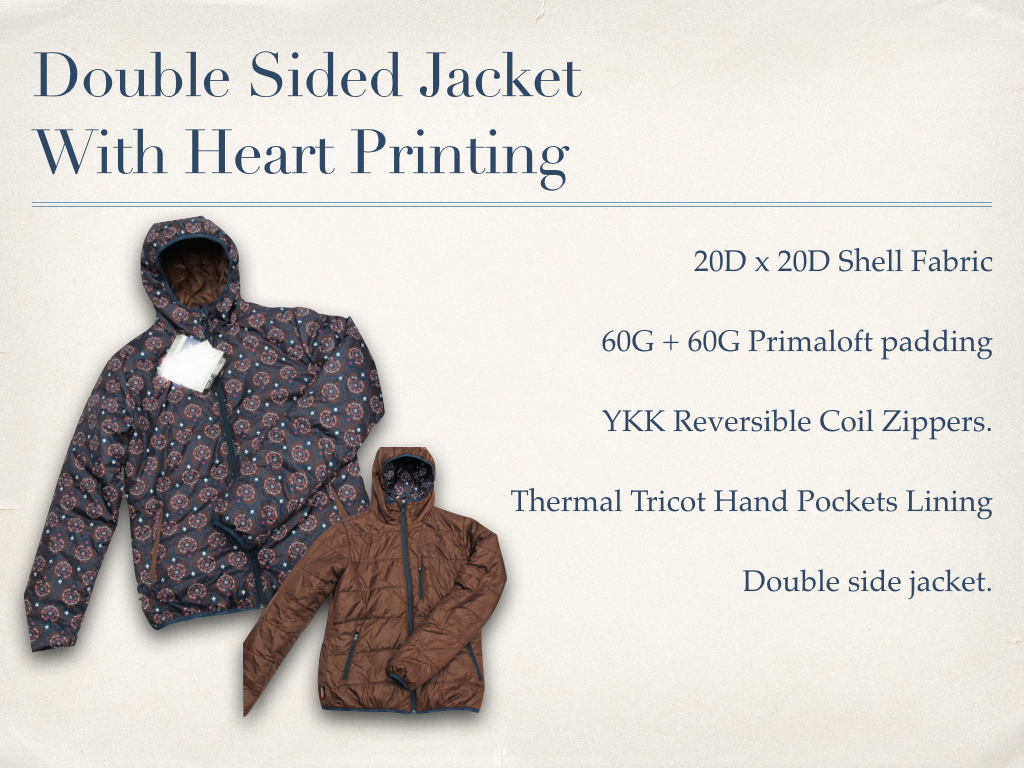 Double Sided Jacket
With Heart Printing
20D x 20D Shell Fabric
60G + 60G Primaloft padding
YKK Reversible Coil Zippers.
Thermal Tricot Hand Pockets Lining
Double side jacket.